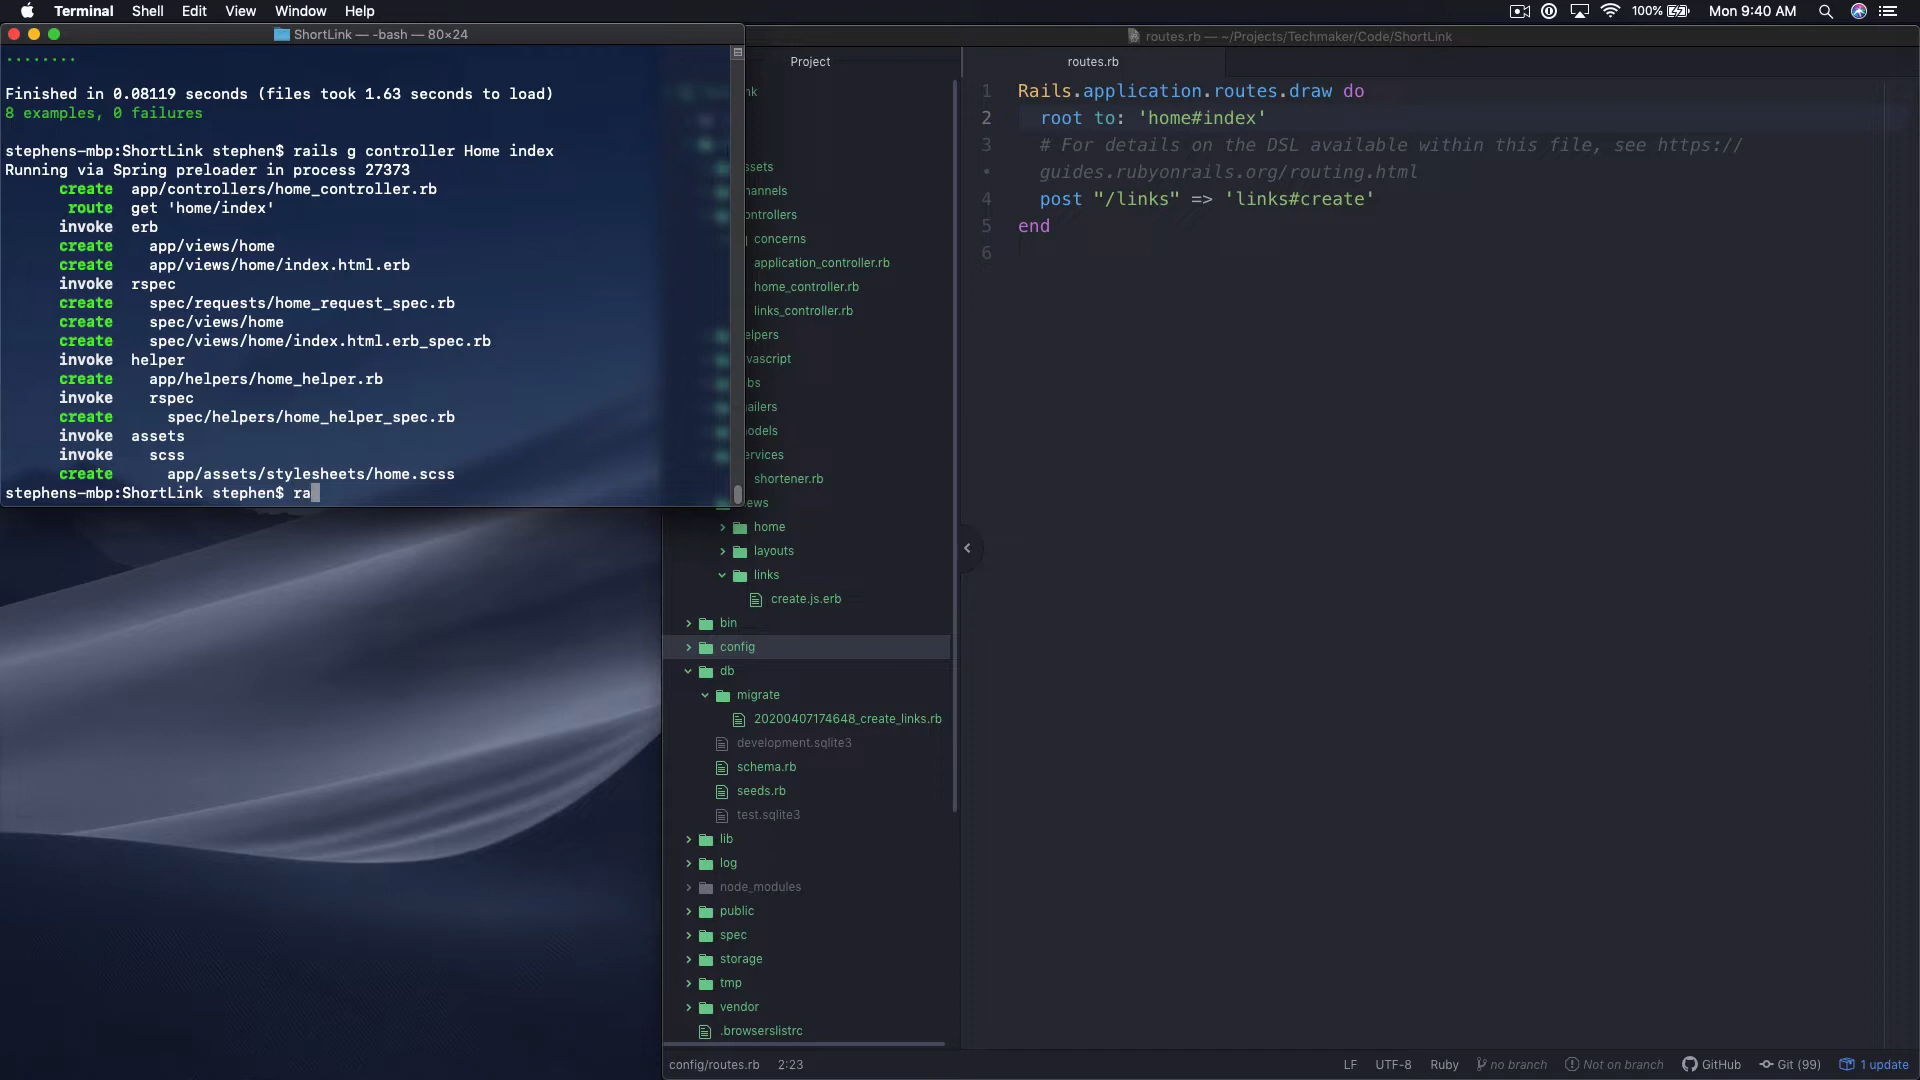 Terminal Shell Edit View Window Help
100% Mon 9:40 AM
ShortLink — -bash — 80×24
........
Finished in 0.08119 seconds (files took 1.63 seconds to load)
8 examples, 0 failures
stephens-mbp:ShortLink stephen$ rails g controller Home index
Running via Spring preloader in process 27373
create app/controllers/home_controller.rb
route get 'home/index'
invoke erb
create app/views/home
create app/views/home/index.html.erb
invoke rspec
create spec/requests/home_request_spec.rb
create spec/views/home
create spec/views/home/index.html.erb_spec.rb
invoke helper
create app/helpers/home_helper.rb
invoke rspec
create spec/helpers/home_helper_spec.rb
invoke assets
invoke scss
create app/assets/stylesheets/home.scss
stephens-mbp:ShortLink stephen$ ra
routes.rb — ~/Projects/Techmaker/Code/ShortLink
Project
nk
ssets
hannels
ontrollers
concerns
application_controller.rb
home_controller.rb
links_controller.rb
elpers
vascript
bs
ailers
odels
ervices
shortener.rb
ews
home
layouts
links
create.js.erb
bin
config
db
migrate
20200407174648_create_links.rb
development.sqlite3
schema.rb
seeds.rb
test.sqlite3
lib
log
node_modules
public
spec
storage
tmp
vendor
.browserslistrc
routes.rb
1 Rails.application.routes.draw do
2 root to: 'home#index'
3 # For details on the DSL available within this file, see https://
• guides.rubyonrails.org/routing.html
4 post "/links" => 'links#create'
5 end
6
config/routes.rb 2:23
LF UTF-8 Ruby no branch Not on branch GitHub Git (99) 1 update